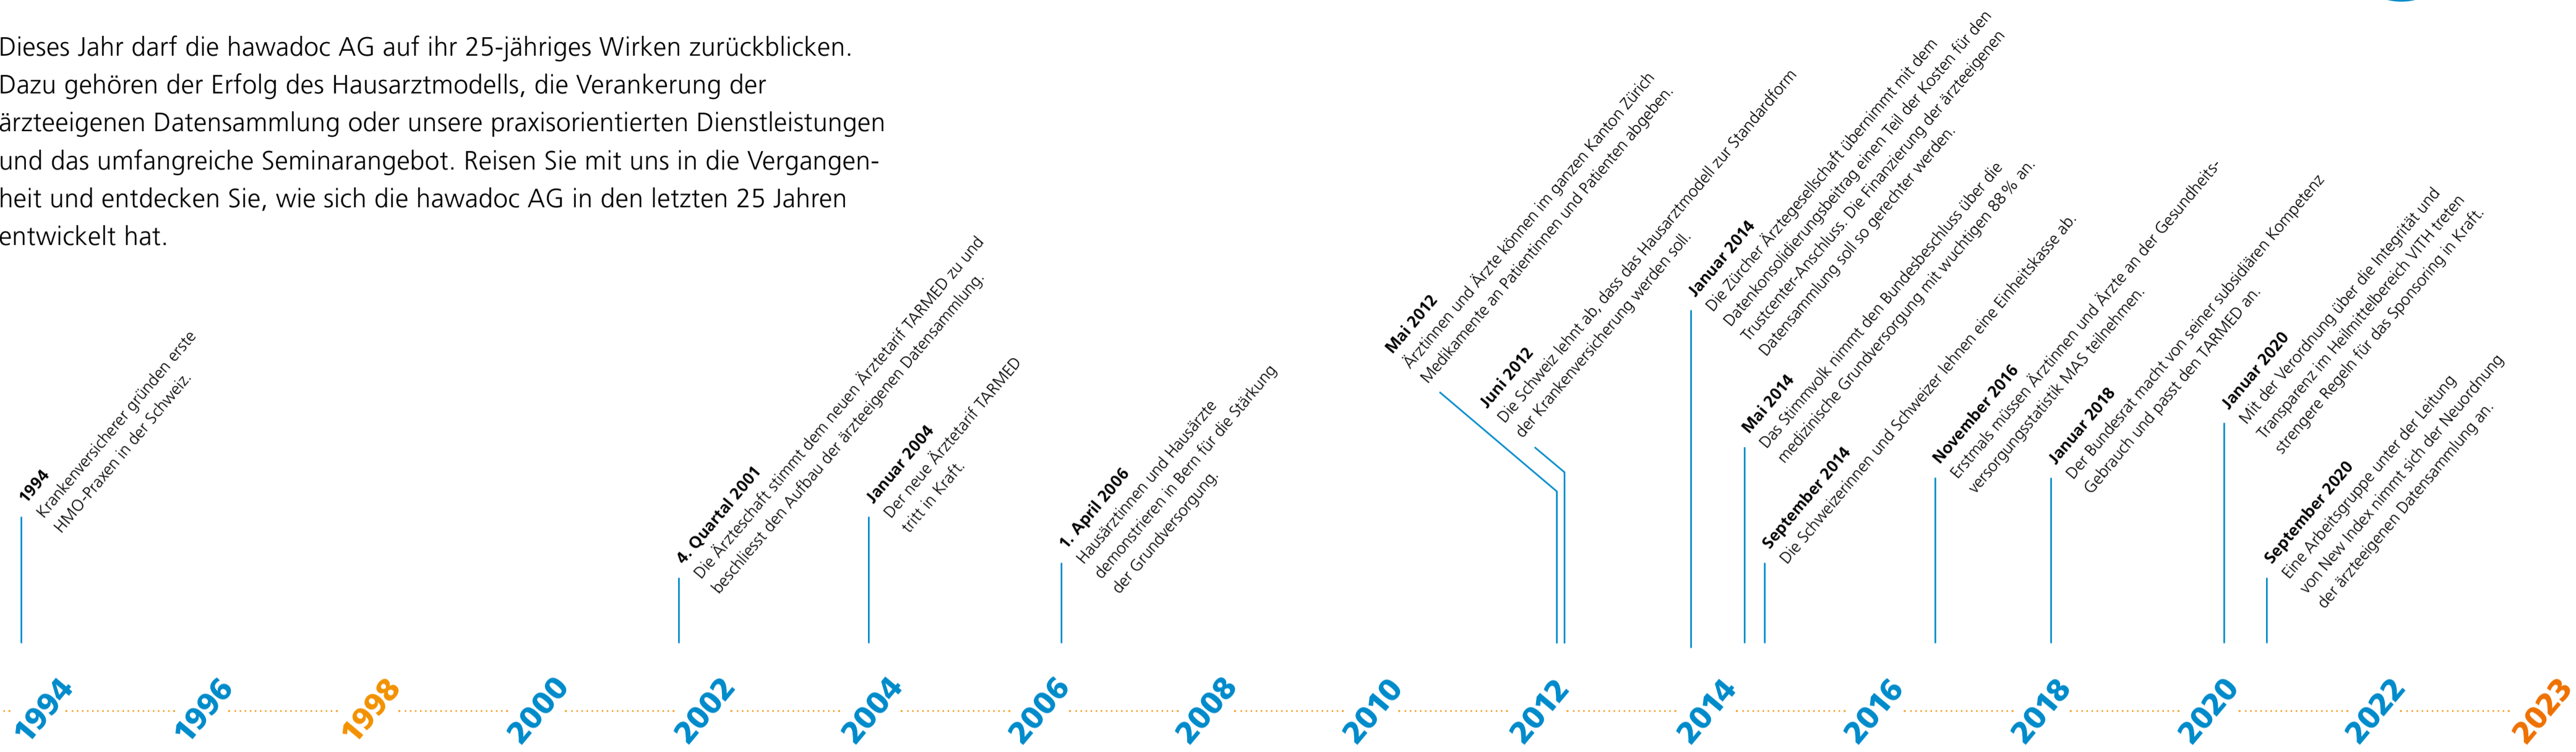 Dieses Jahr darf die hawadoc AG auf ihr 25-jähriges Wirken zurückblicken.
Dazu gehören der Erfolg des Hausarztmodells, die Verankerung der
ärzteeigenen Datensammlung oder unsere praxisorientierten Dienstleistungen
und das umfangreiche Seminarangebot. Reisen Sie mit uns in die Vergangen-
heit und entdecken Sie, wie sich die hawadoc AG in den letzten 25 Jahren
entwickelt hat.
1994
Krankenversicherer gründen erste
HMO-Praxen in der Schweiz.
4. Quartal 2001
Die Ärzteschaft stimmt dem neuen Ärztetarif TARMED zu und
beschliesst den Aufbau der ärzteeigenen Datensammlung.
Januar 2004
Der neue Ärztetarif TARMED
tritt in Kraft.
1. April 2006
Hausärztinnen und Hausärzte
demonstrieren in Bern für die Stärkung
der Grundversorgung.
Mai 2012
Ärztinnen und Ärzte können im ganzen Kanton Zürich
Medikamente an Patientinnen und Patienten abgeben.
Juni 2012
Die Schweiz lehnt ab, dass das Hausarztmodell zur Standardform
der Krankenversicherung werden soll.
Januar 2014
Die Zürcher Ärztegesellschaft übernimmt mit dem
Datenkonsolidierungsbeitrag einen Teil der Kosten für den
Trustcenter-Anschluss. Die Finanzierung der ärzteeigenen
Datensammlung soll so gerechter werden.
Mai 2014
Das Stimmvolk nimmt den Bundesbeschluss über die
medizinische Grundversorgung mit wuchtigen 88 % an.
September 2014
Die Schweizerinnen und Schweizer lehnen eine Einheitskasse ab.
November 2016
Erstmals müssen Ärztinnen und Ärzte an der Gesundheits-
versorgungsstatistik MAS teilnehmen.
Januar 2018
Der Bundesrat macht von seiner subsidiären Kompetenz
Gebrauch und passt den TARMED an.
Januar 2020
Mit der Verordnung über die Integrität und
Transparenz im Heilmittelbereich VITH treten
strengere Regeln für das Sponsoring in Kraft.
September 2020
Eine Arbeitsgruppe unter der Leitung
von New Index nimmt sich der Neuordnung
der ärzteeigenen Datensammlung an.
1994
1996
1998
2000
2002
2004
2006
2008
2010
2012
2014
2016
2018
2020
2022
2023